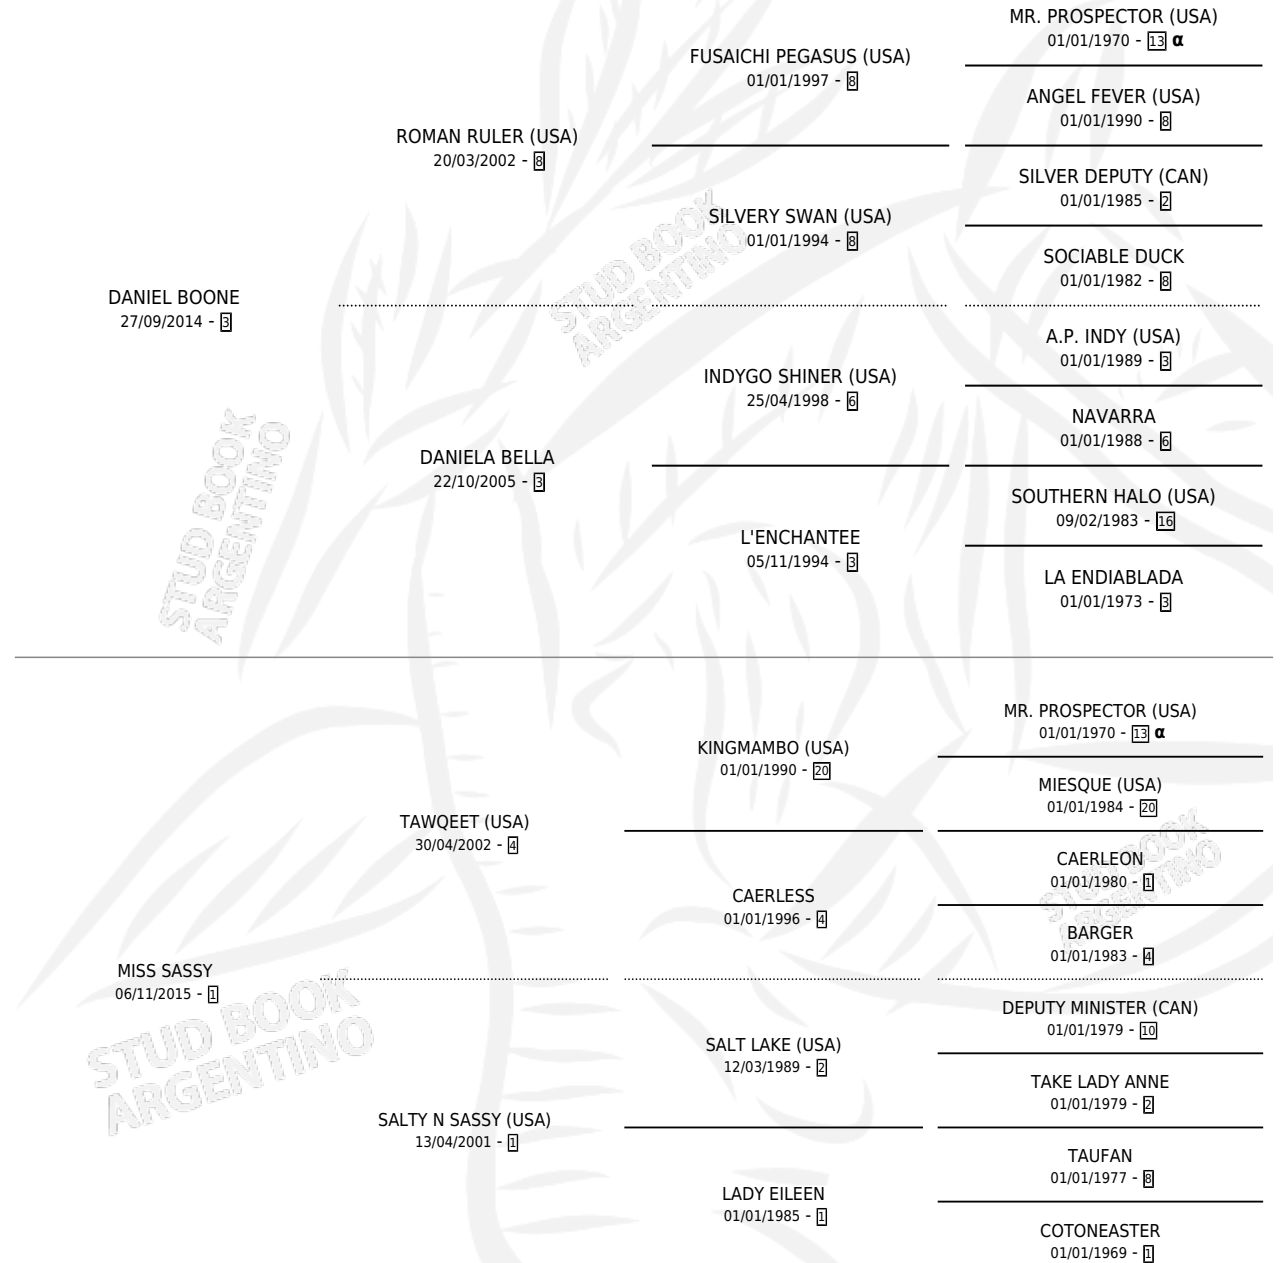 MR. PROSPECTOR (USA)
01/01/1970 - 13 α
FUSAICHI PEGASUS (USA)
01/01/1997 - 8
ANGEL FEVER (USA)
01/01/1990 - 8
ROMAN RULER (USA)
20/03/2002 - 8
SILVER DEPUTY (CAN)
01/01/1985 - 2
SILVERY SWAN (USA)
01/01/1994 - 8
SOCIABLE DUCK
01/01/1982 - 8
STUD BOOK
ARGENTINO
DANIEL BOONE
27/09/2014 - 3
A.P. INDY (USA)
01/01/1989 - 3
INDYGO SHINER (USA)
25/04/1998 - 6
NAVARRA
01/01/1988 - 6
DANIELA BELLA
22/10/2005 - 3
SOUTHERN HALO (USA)
09/02/1983 - 16
L'ENCHANTEE
05/11/1994 - 3
LA ENDIABLADA
01/01/1973 - 3
STUD BOOK
ARGENTINO
MR. PROSPECTOR (USA)
01/01/1970 - 13 α
KINGMAMBO (USA)
01/01/1990 - 20
MIESQUE (USA)
01/01/1984 - 20
TAWQEET (USA)
30/04/2002 - 4
CAERLEON
01/01/1980 - 1
CAERLESS
01/01/1996 - 4
BARGER
01/01/1983 - 4
STUD BOOK
ARGENTINO
MISS SASSY
06/11/2015 - 1
DEPUTY MINISTER (CAN)
01/01/1979 - 10
SALT LAKE (USA)
12/03/1989 - 2
TAKE LADY ANNE
01/01/1979 - 2
STUD BOOK
ARGENTINO
SALTY N SASSY (USA)
13/04/2001 - 1
TAUFAN
01/01/1977 - 8
LADY EILEEN
01/01/1985 - 1
COTONEASTER
01/01/1969 - 1